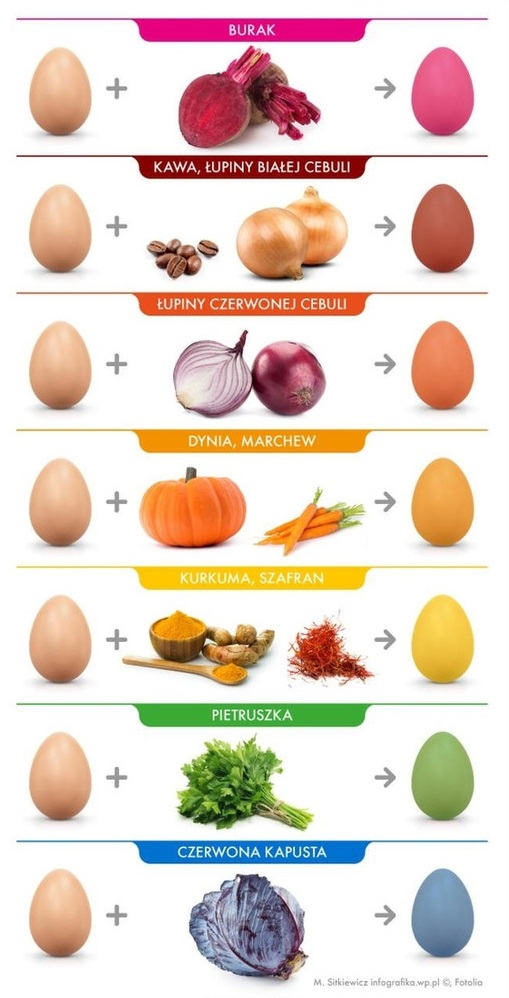 BURAK
KAWA, ŁUPINY BIAŁEJ CEBULI
ŁUPINY CZERWONEJ CEBULI
DYNIA, MARCHEW
KURKUMA, SZAFRAN
PIETRUSZKA
CZERWONA KAPUSTA
M. Sitkiewicz infografika.wp.pl ©, Fotolia